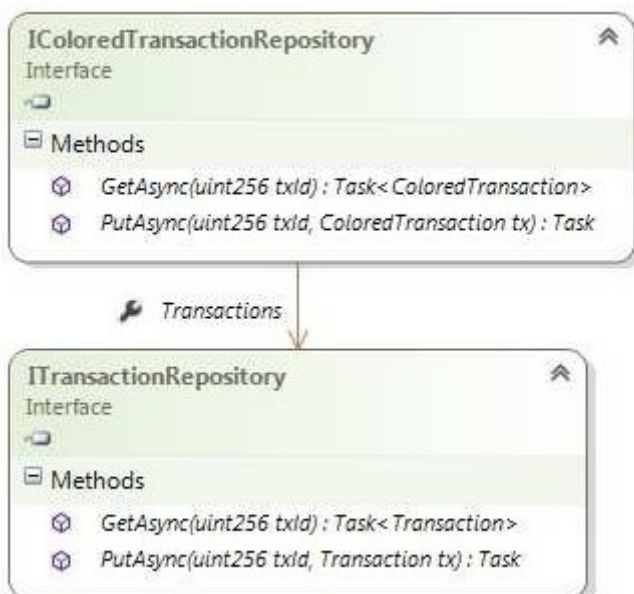 IColoredTransactionRepository
Interface
Methods
GetAsync(uint256 txId) : Task<ColoredTransaction>
PutAsync(uint256 txId, ColoredTransaction tx) : Task
Transactions
ITransactionRepository
Interface
Methods
GetAsync(uint256 txId) : Task<Transaction>
PutAsync(uint256 txId, Transaction tx) : Task